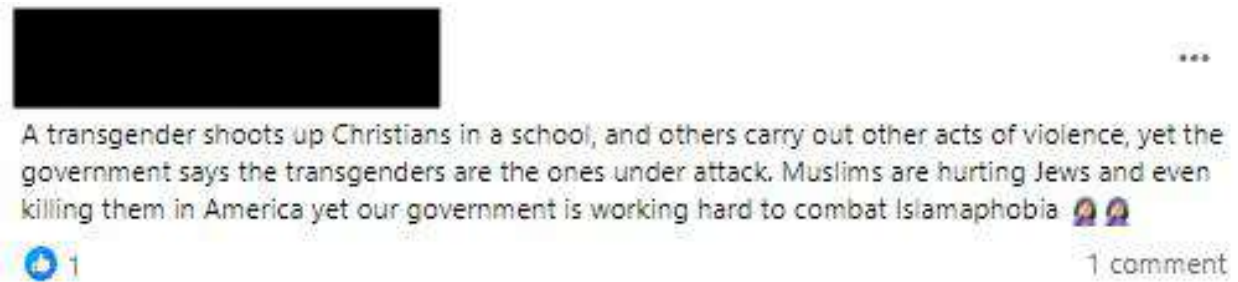 A transgender shoots up Christians in a school, and others carry out other acts of violence, yet the
government says the transgenders are the ones under attack. Muslims are hurting Jews and even
killing them in America yet our government is working hard to combat Islamaphobia 🤦🏼‍♀️🤦🏼‍♀️
1
1 comment